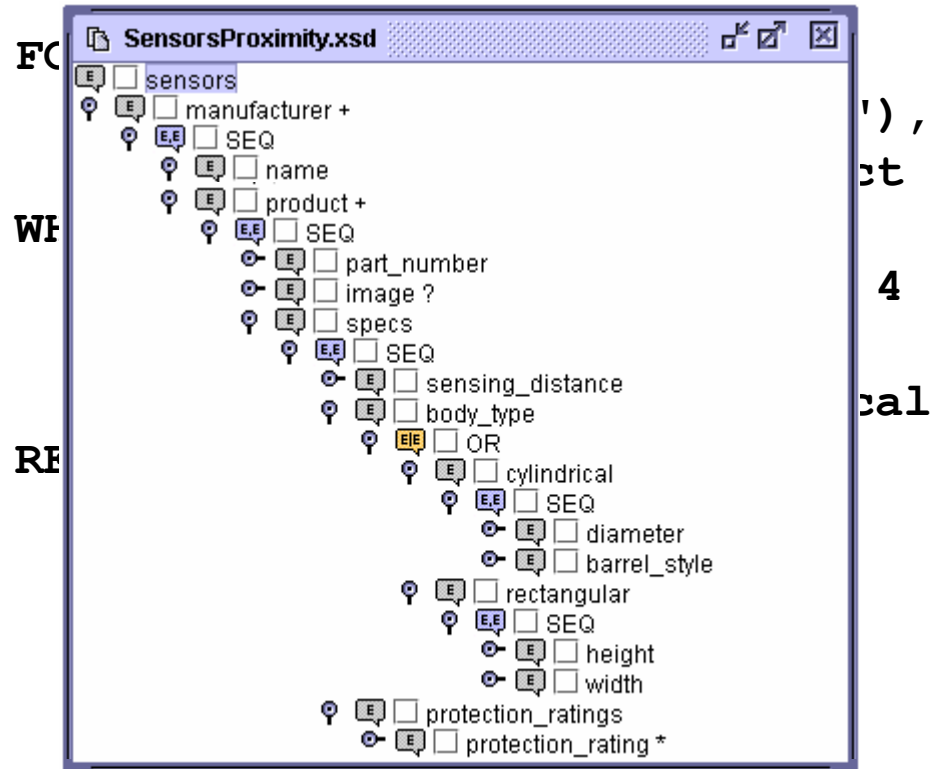 SensorsProximity.xsd
sensors
manufacturer +
"),
E,E SEQ
E name
ct
E product +
E,E SEQ
E part_number
E image ?
4
E specs
E,E SEQ
E sensing_distance
E body_type
cal
E|E OR
E cylindrical
E,E SEQ
E diameter
E barrel_style
E rectangular
E,E SEQ
E height
E width
E protection_ratings
E protection_rating *